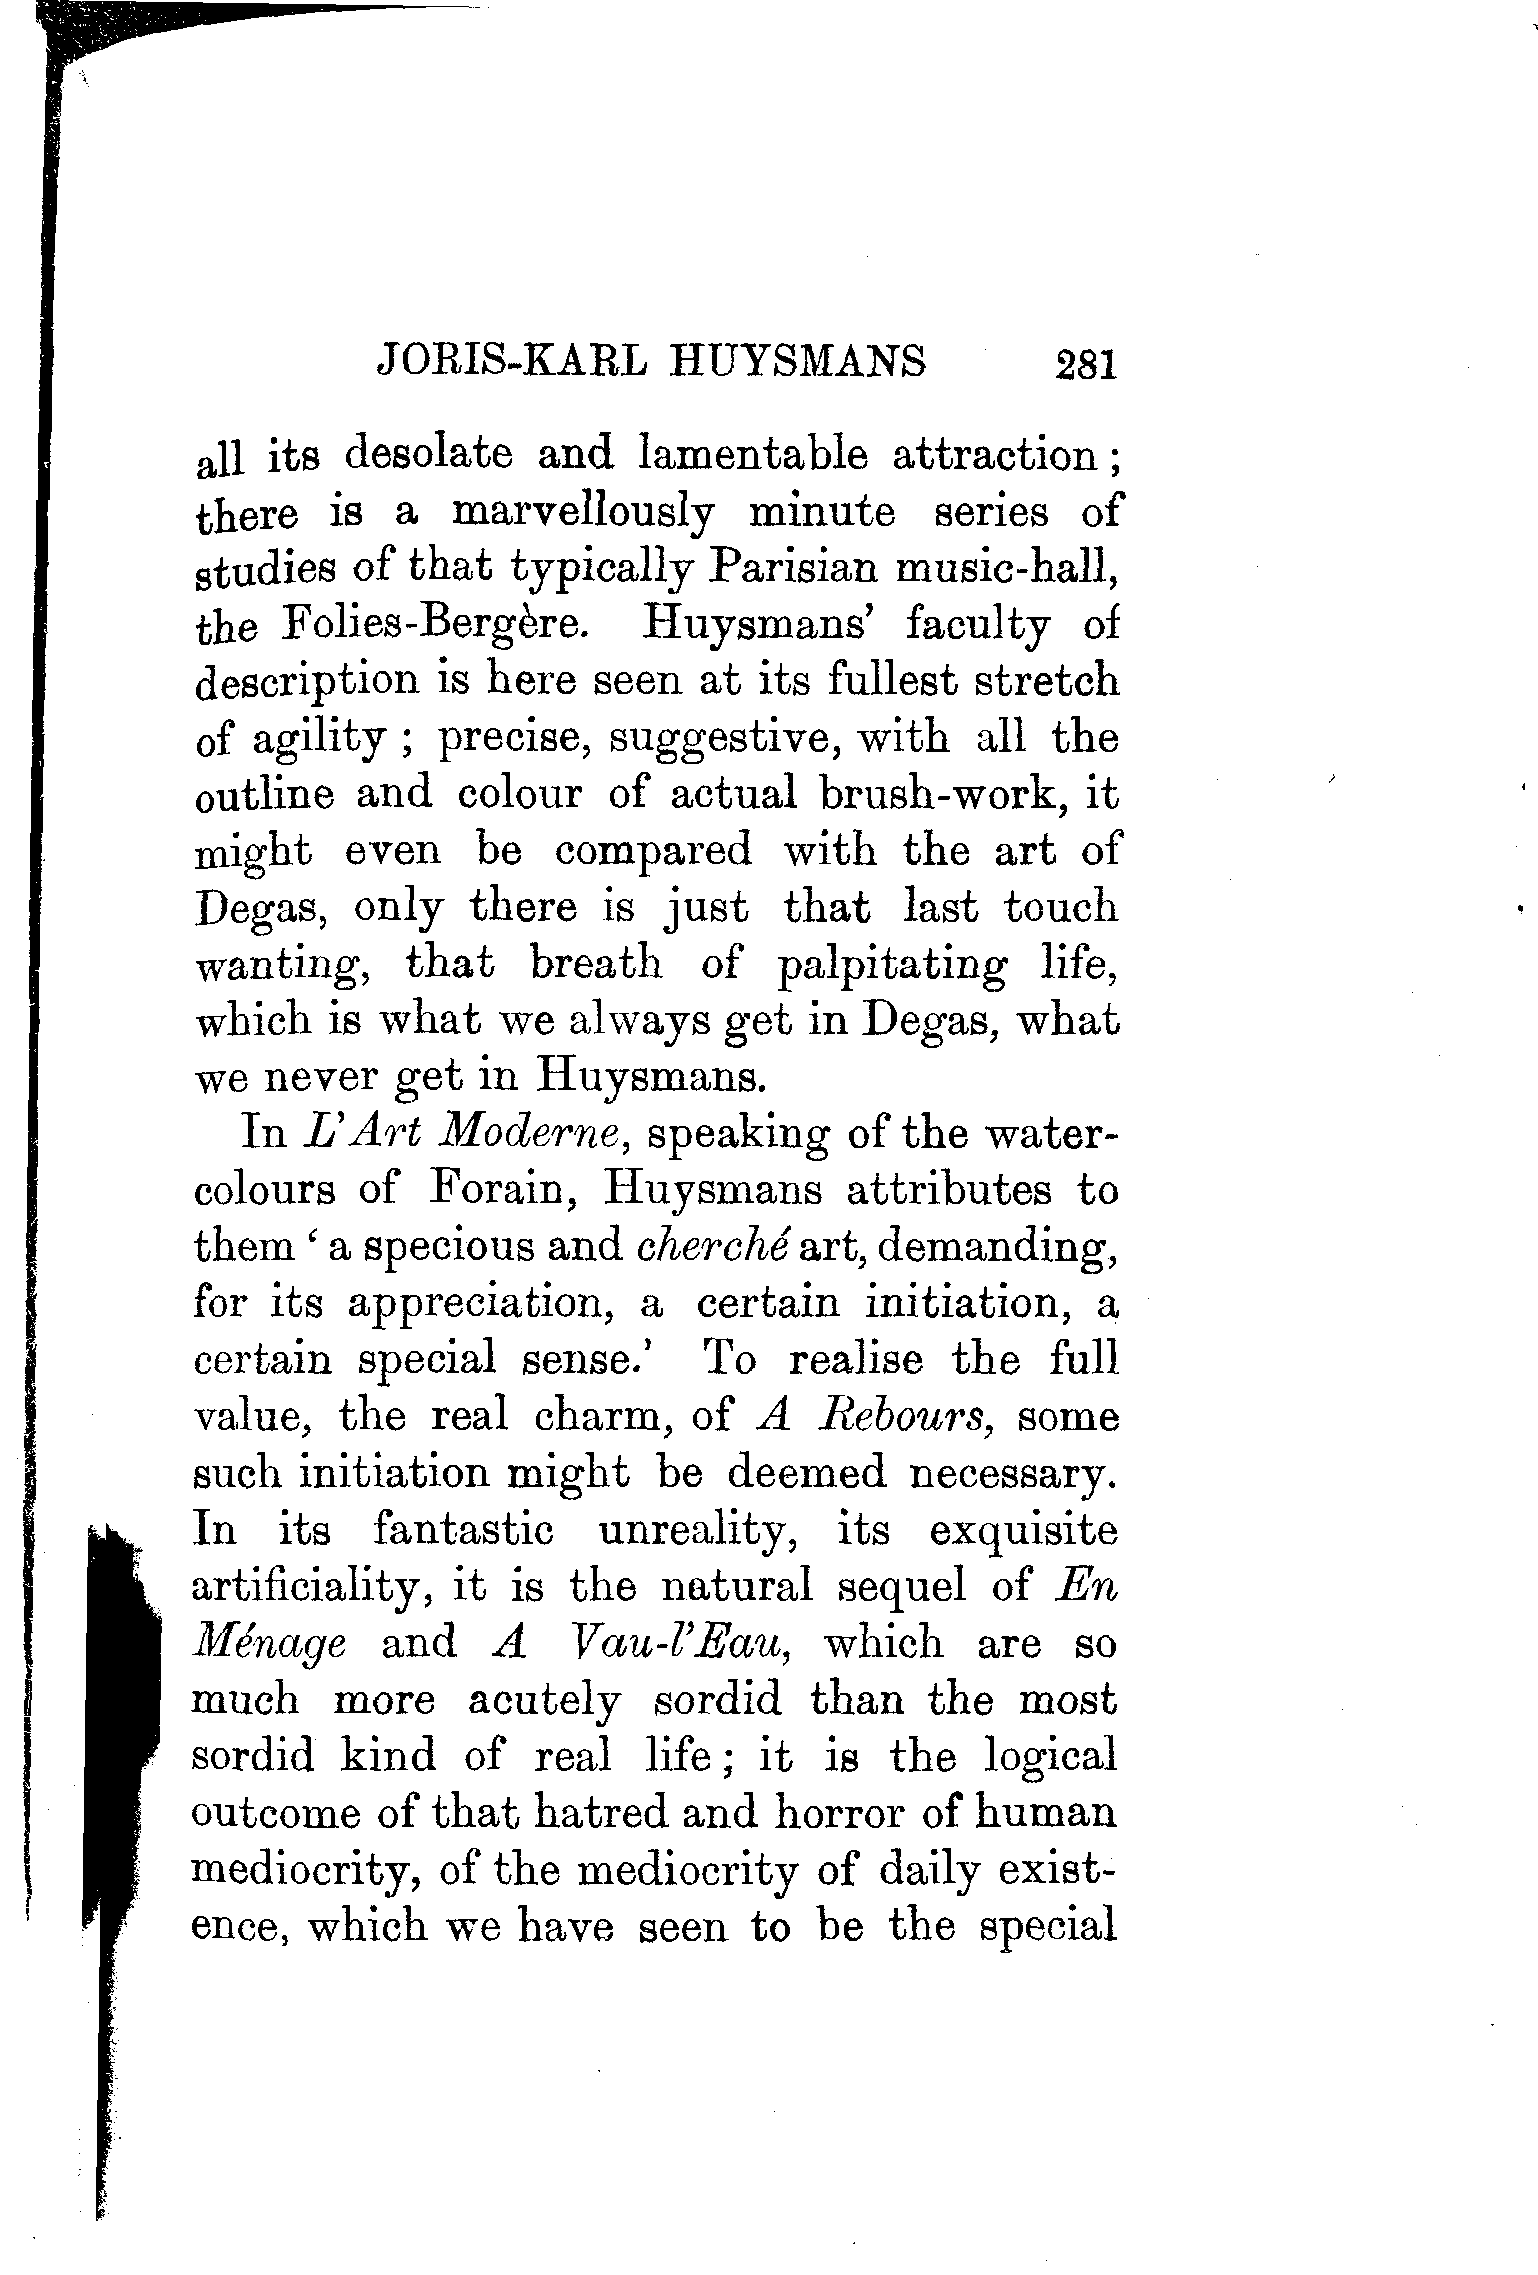 JORIS-KARL HUYSMANS 281
all its desolate and lamentable attraction ;
there is a marvellously minute series of
studies of that typically Parisian music-hall,
the Folies-Bergère. Huysmans’ faculty of
description is here seen at its fullest stretch
of agility ; precise, suggestive, with all the
outline and colour of actual brush-work, it
might even be compared with the art of
Degas, only there is just that last touch
wanting, that breath of palpitating life,
which is what we always get in Degas, what
we never get in Huysmans.
In L’Art Moderne, speaking of the water-
colours of Forain, Huysmans attributes to
them ‘ a specious and cherché art, demanding,
for its appreciation, a certain initiation, a
certain special sense.’ To realise the full
value, the real charm, of A Rebours, some
such initiation might be deemed necessary.
In its fantastic unreality, its exquisite
artificiality, it is the natural sequel of En
Ménage and A Vau-l’Eau, which are so
much more acutely sordid than the most
sordid kind of real life ; it is the logical
outcome of that hatred and horror of human
mediocrity, of the mediocrity of daily exist-
ence, which we have seen to be the special